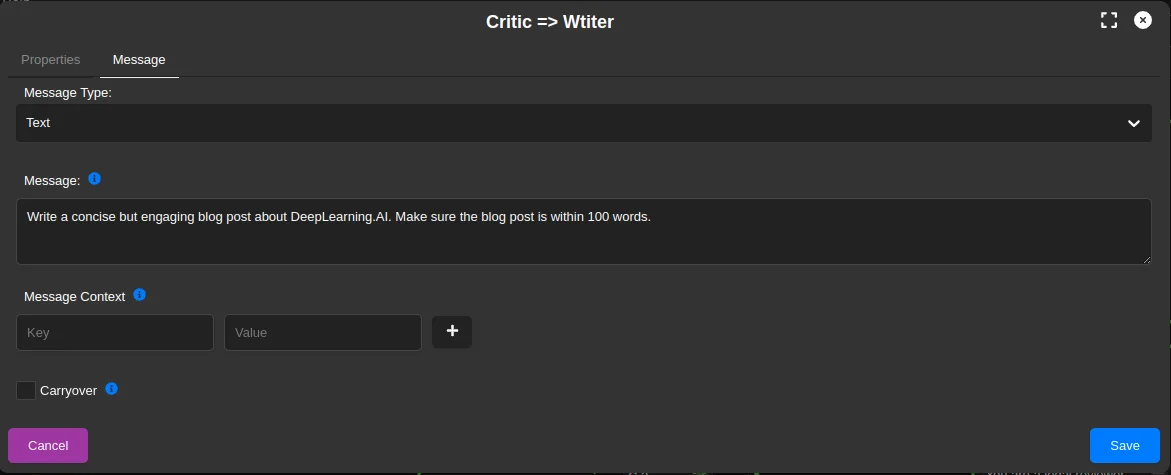 Critic => Wtiter
Properties Message
Message Type:
Text
Message:
Write a concise but engaging blog post about DeepLearning.AI. Make sure the blog post is within 100 words.
Message Context
Key Value +
Carryover
Cancel Save